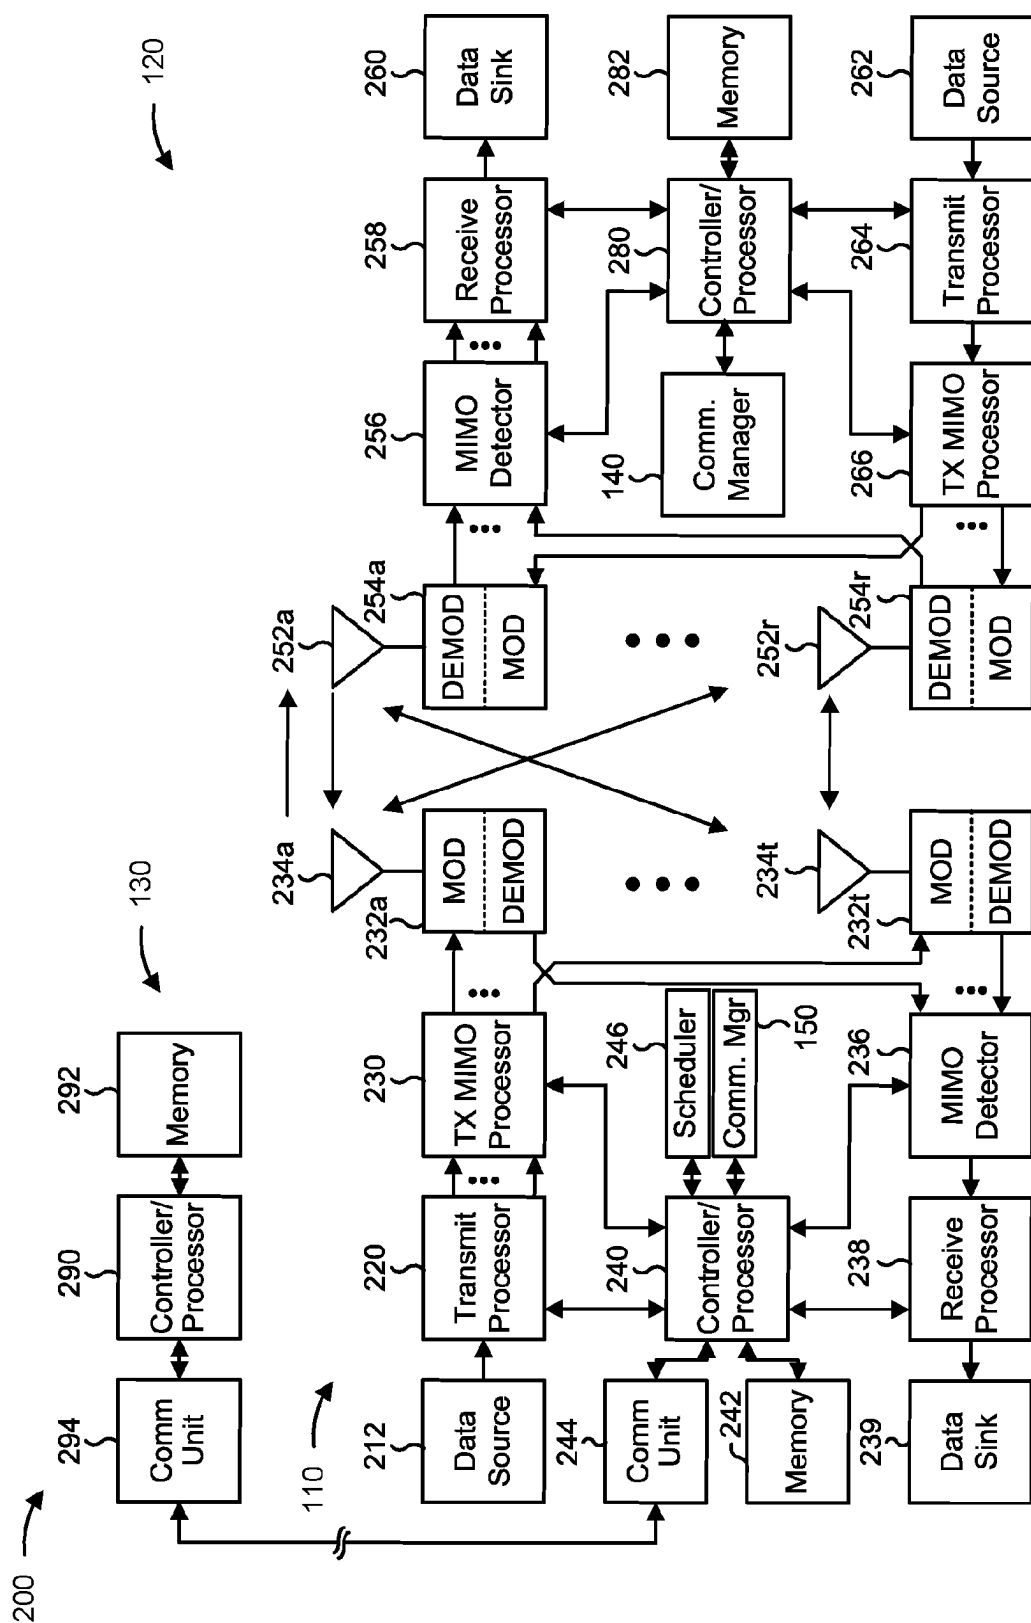 200
294
Comm
Unit
290
Controller/
Processor
292
Memory
130
120
110
212
Data
Source
220
Transmit
Processor
230
TX MIMO
Processor
232a
MOD
DEMOD
234a
252a
254a
DEMOD
MOD
256
MIMO
Detector
258
Receive
Processor
260
Data
Sink
244
Comm
Unit
242
Memory
240
Controller/
Processor
246
Scheduler
Comm. Mgr
150
140
Comm.
Manager
280
Controller/
Processor
282
Memory
239
Data
Sink
238
Receive
Processor
236
MIMO
Detector
232t
MOD
DEMOD
234t
252r
254r
DEMOD
MOD
266
TX MIMO
Processor
264
Transmit
Processor
262
Data
Source